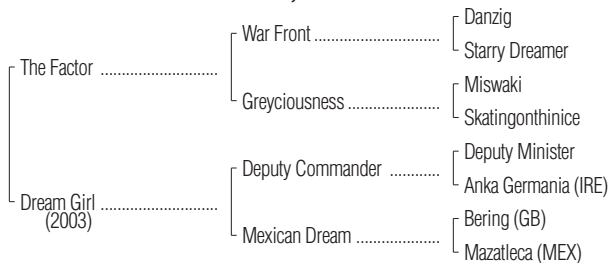 Danzig
War Front ....................
Starry Dreamer
The Factor ....................
Miswaki
Greyciousness ....................
Skatingonthinice
Deputy Minister
Deputy Commander ............
Anka Germania (IRE)
Dream Girl ....................
(2003)
Bering (GB)
Mexican Dream ....................
Mazatleca (MEX)